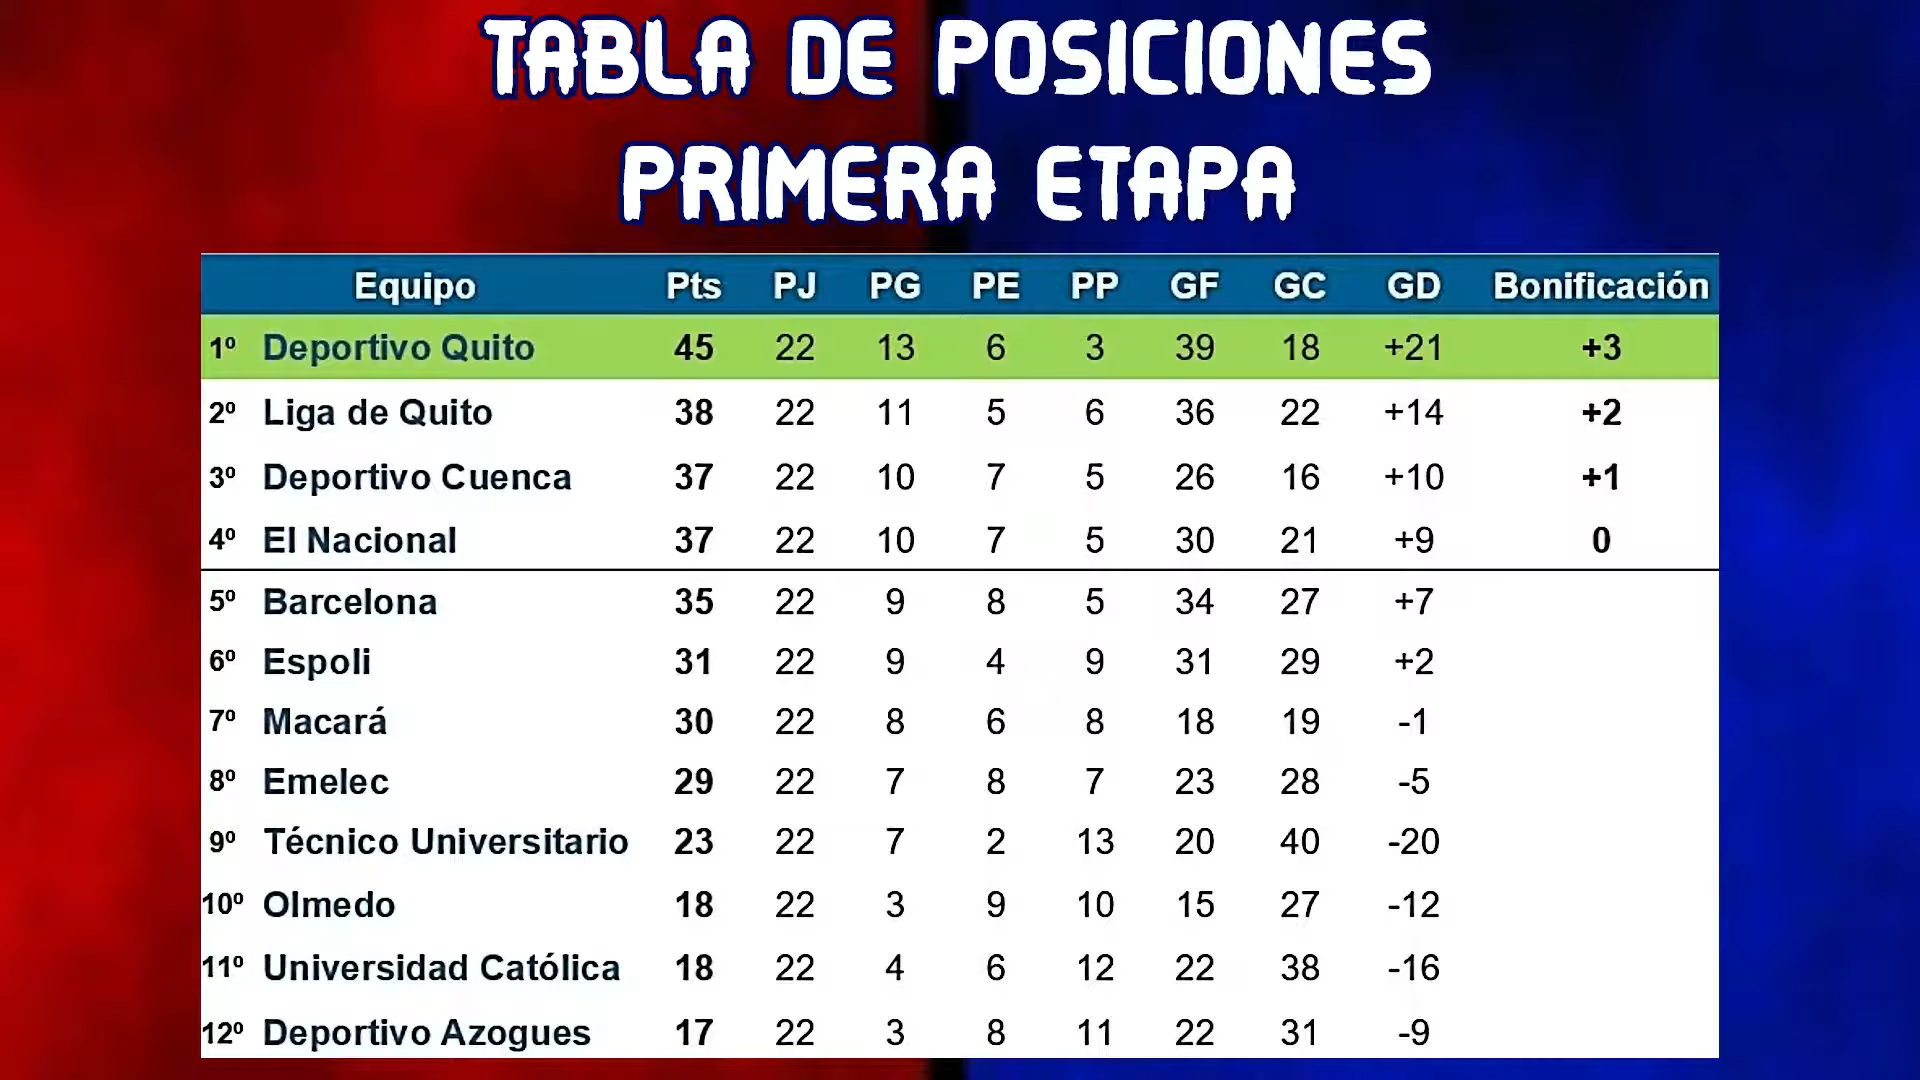 TABLA DE POSICIONES
PRIMERA ETAPA
Equipo Pts PJ PG PE PP GF GC GD Bonificación
1º Deportivo Quito 45 22 13 6 3 39 18 +21 +3
2º Liga de Quito 38 22 11 5 6 36 22 +14 +2
3º Deportivo Cuenca 37 22 10 7 5 26 16 +10 +1
4º El Nacional 37 22 10 7 5 30 21 +9 0
5º Barcelona 35 22 9 8 5 34 27 +7
6º Espoli 31 22 9 4 9 31 29 +2
7º Macará 30 22 8 6 8 18 19 -1
8º Emelec 29 22 7 8 7 23 28 -5
9º Técnico Universitario 23 22 7 2 13 20 40 -20
10º Olmedo 18 22 3 9 10 15 27 -12
11º Universidad Católica 18 22 4 6 12 22 38 -16
12º Deportivo Azogues 17 22 3 8 11 22 31 -9